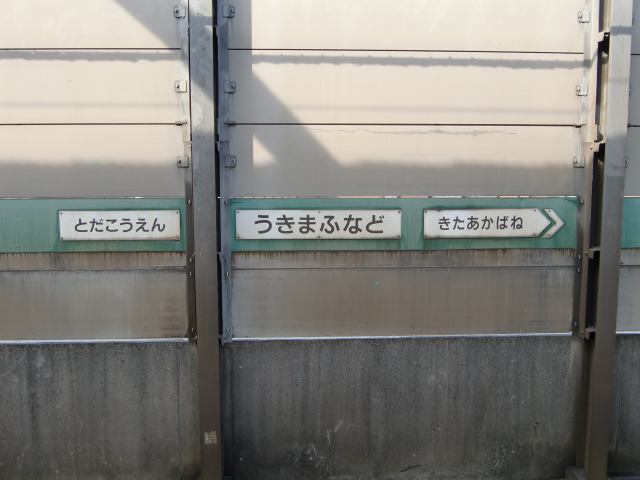 とだこうえん
うきまふなど
きたあかばね